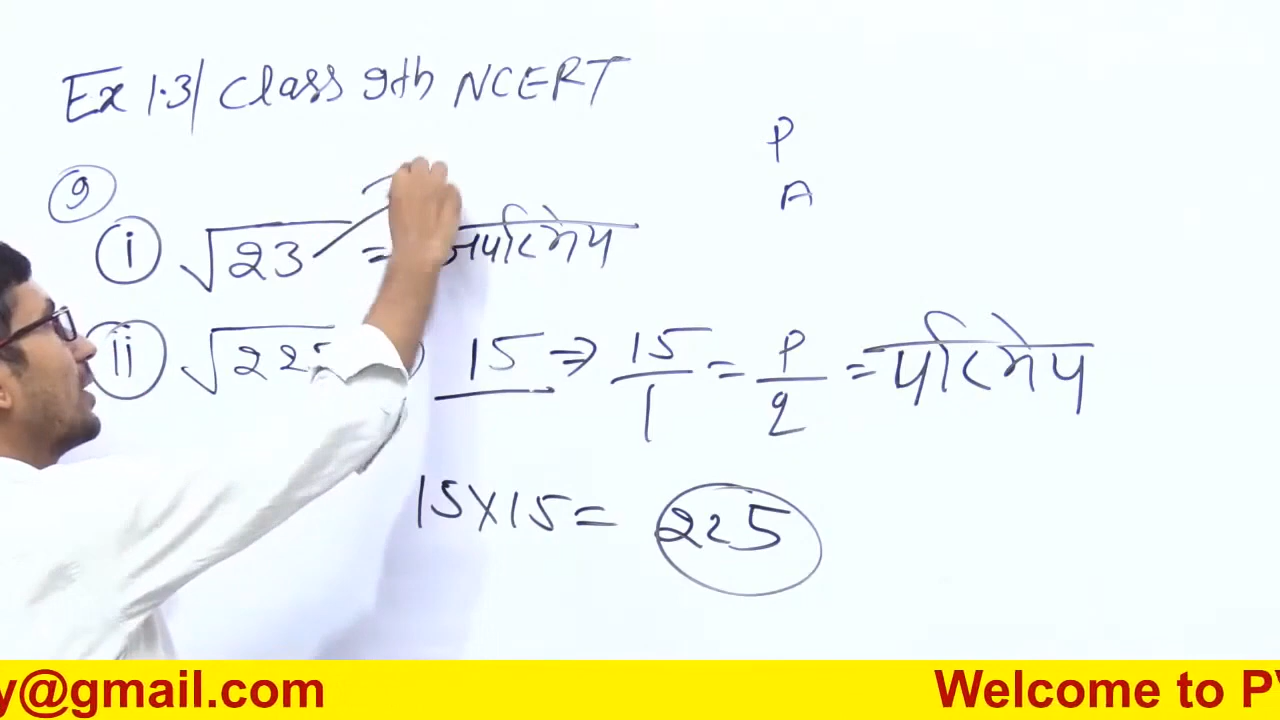 Ex 1.3| Class 9th NCERT
P
A
9
i √23 = अपरिमेय
ii √225 15 ⇒ 15/1 = P/q = परिमेय
15×15= 225
y@gmail.com Welcome to PY